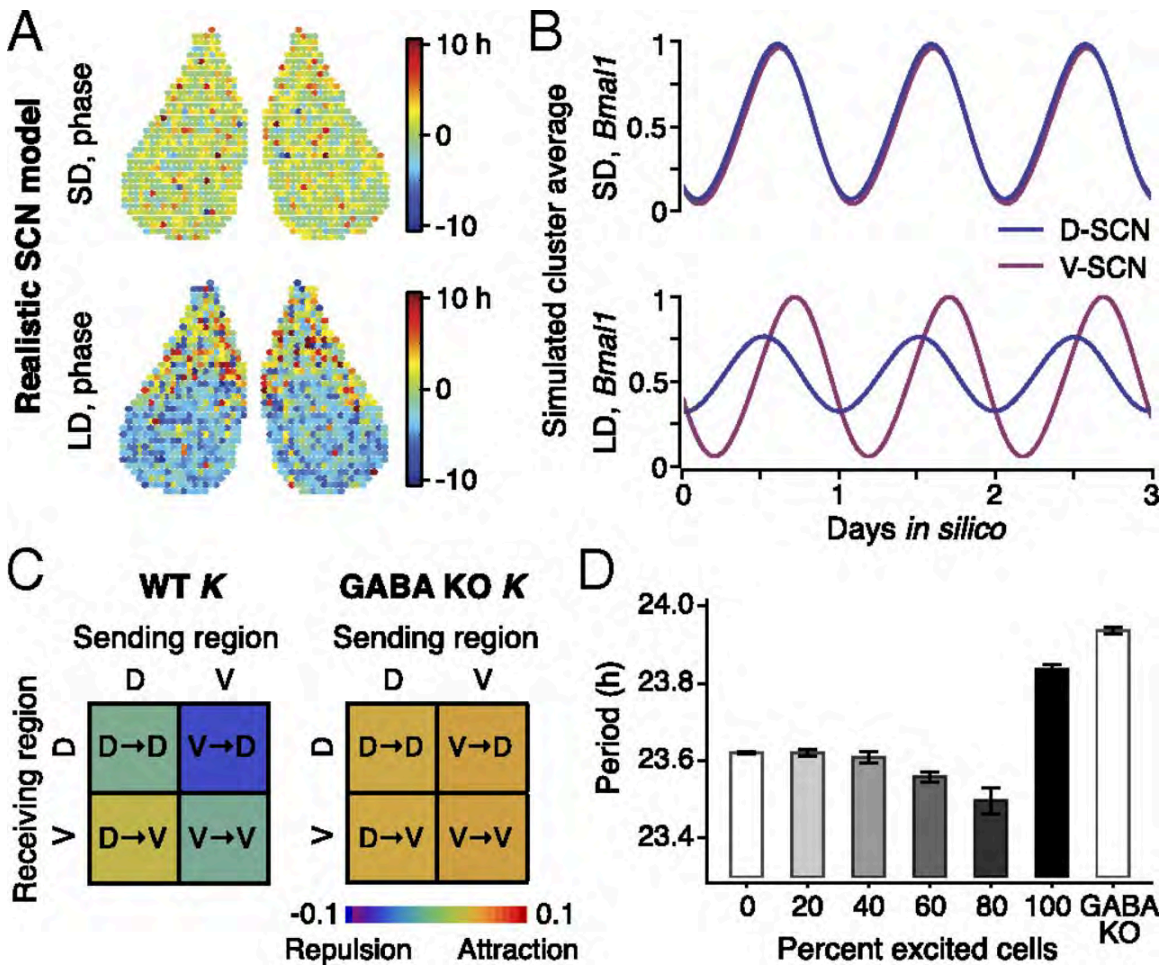 A
Realistic SCN model
SD, phase
10 h
0
-10
LD, phase
10 h
0
-10
B
Simulated cluster average
SD, Bmal1
1
0.5
0
D-SCN
V-SCN
LD, Bmal1
1
0.5
0
0
1
2
3
Days in silico
C
WT K
GABA KO K
Sending region
Sending region
D
V
D
V
Receiving region
D
D→D
V→D
D
D→D
V→D
V
D→V
V→V
V
D→V
V→V
-0.1
0.1
Repulsion
Attraction
D
Period (h)
24.0
23.8
23.6
23.4
0
20
40
60
80
100
GABA
KO
Percent excited cells